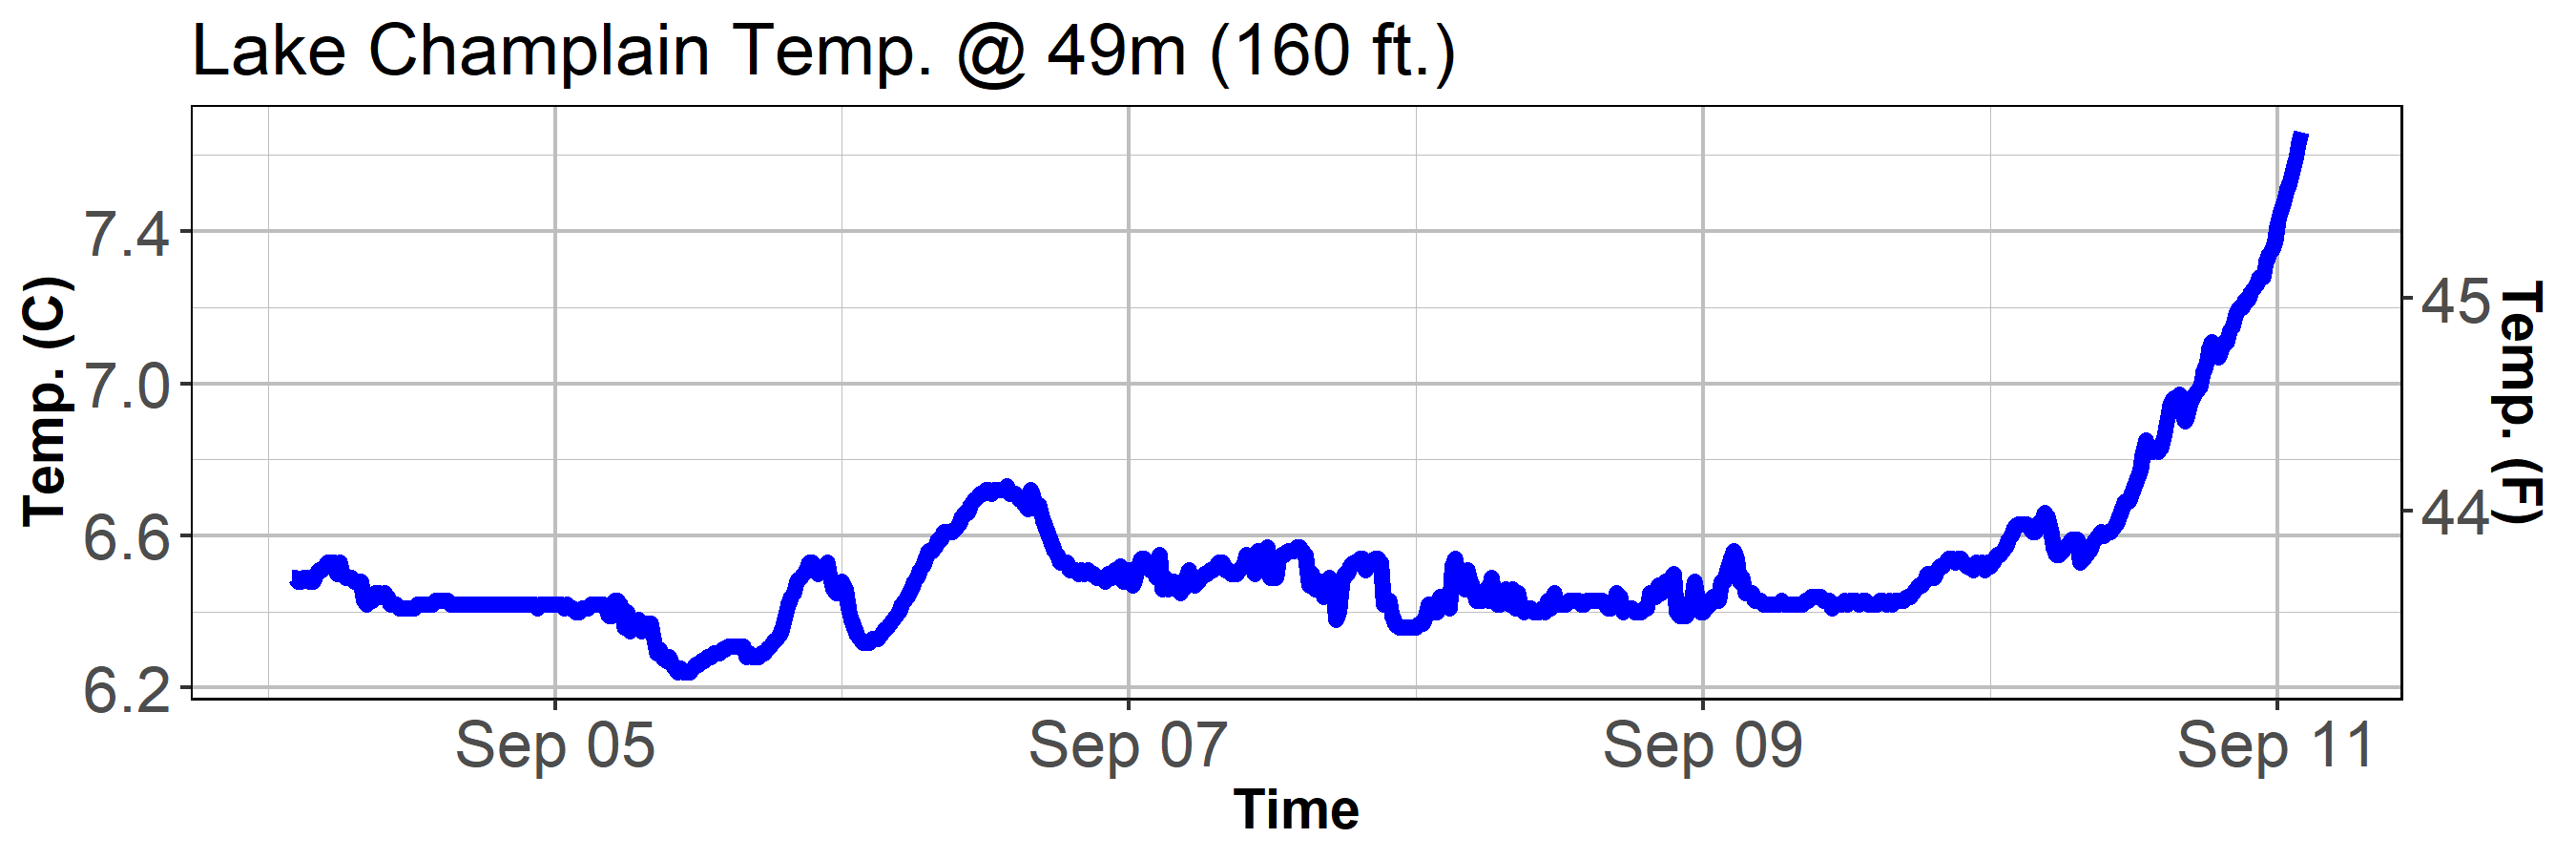 Lake Champlain Temp. @ 49m (160 ft.)
Temp. (C)
7.4
7.0
6.6
6.2
45
44
Temp. (F)
Sep 05
Sep 07
Sep 09
Sep 11
Time